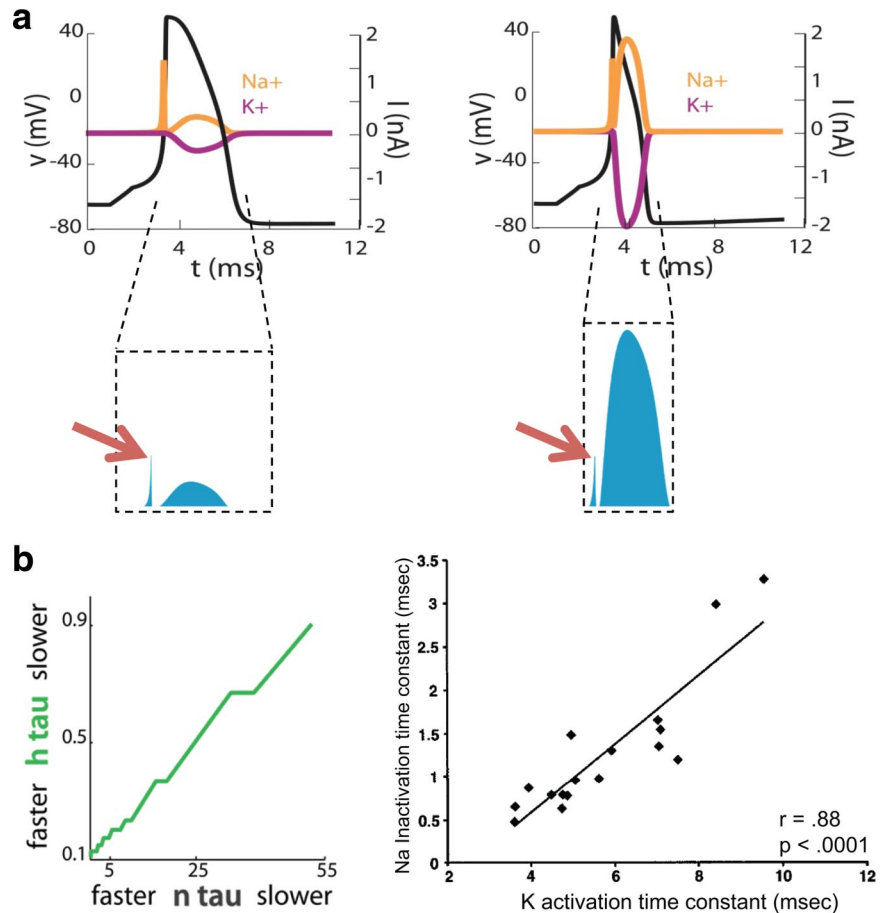 a
40
0
-40
-80
v (mV)
Na+
K+
2
1
0
-1
-2
I (nA)
0
4
8
12
t (ms)
40
0
-40
-80
v (mV)
Na+
K+
2
1
0
-1
-2
I (nA)
0
4
8
12
t (ms)
b
0.9
0.5
0.1
faster h tau slower
5
25
55
faster n tau slower
3.5
3
2.5
2
1.5
1
0.5
0
Na Inactivation time constant (msec)
r = .88
p < .0001
2
4
6
8
10
12
K activation time constant (msec)